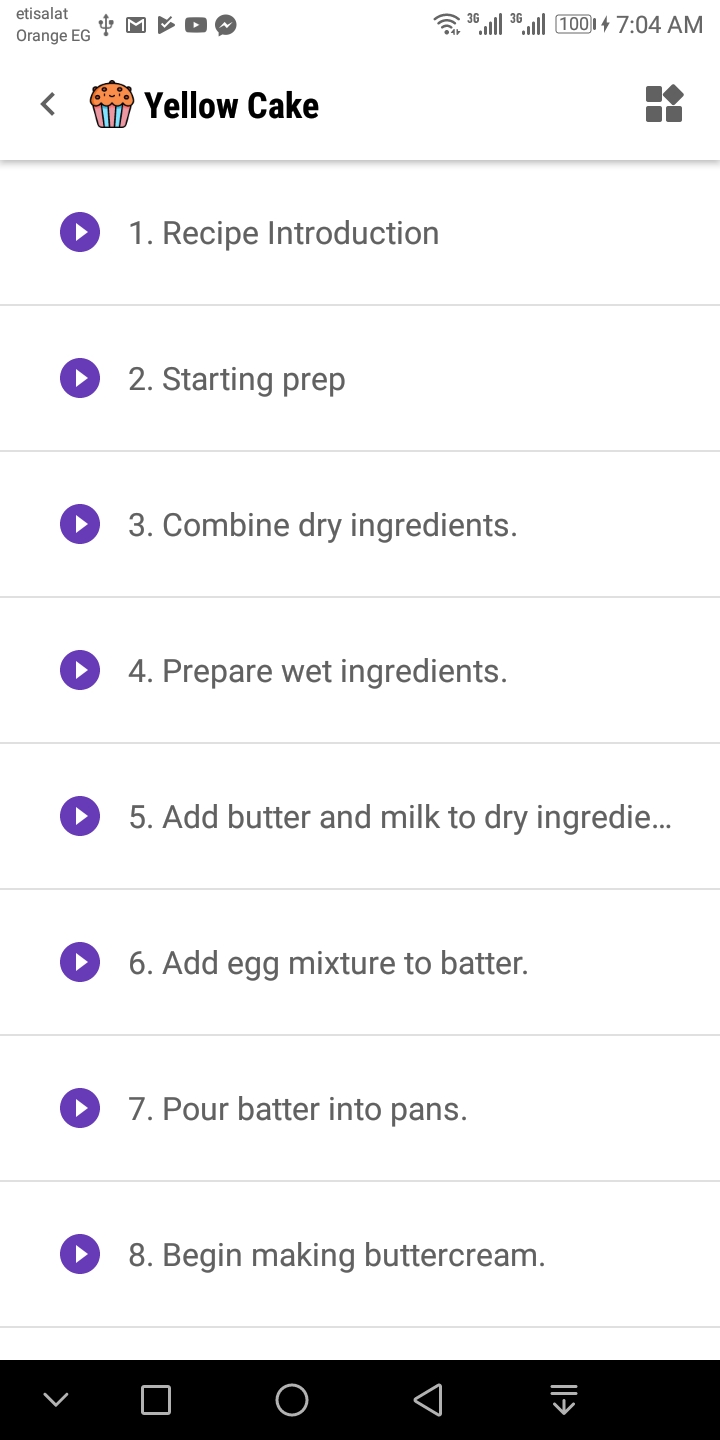 etisalat
Orange EG
3G 3G 100 7:04 AM
Yellow Cake
1. Recipe Introduction
2. Starting prep
3. Combine dry ingredients.
4. Prepare wet ingredients.
5. Add butter and milk to dry ingredie...
6. Add egg mixture to batter.
7. Pour batter into pans.
8. Begin making buttercream.